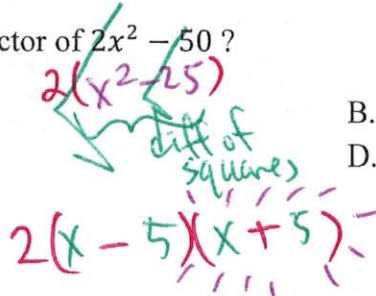 ctor of 2x² − 50 ?
2(x² − 25)
B.
diff of
squares
D.
2(x − 5)(x + 5)